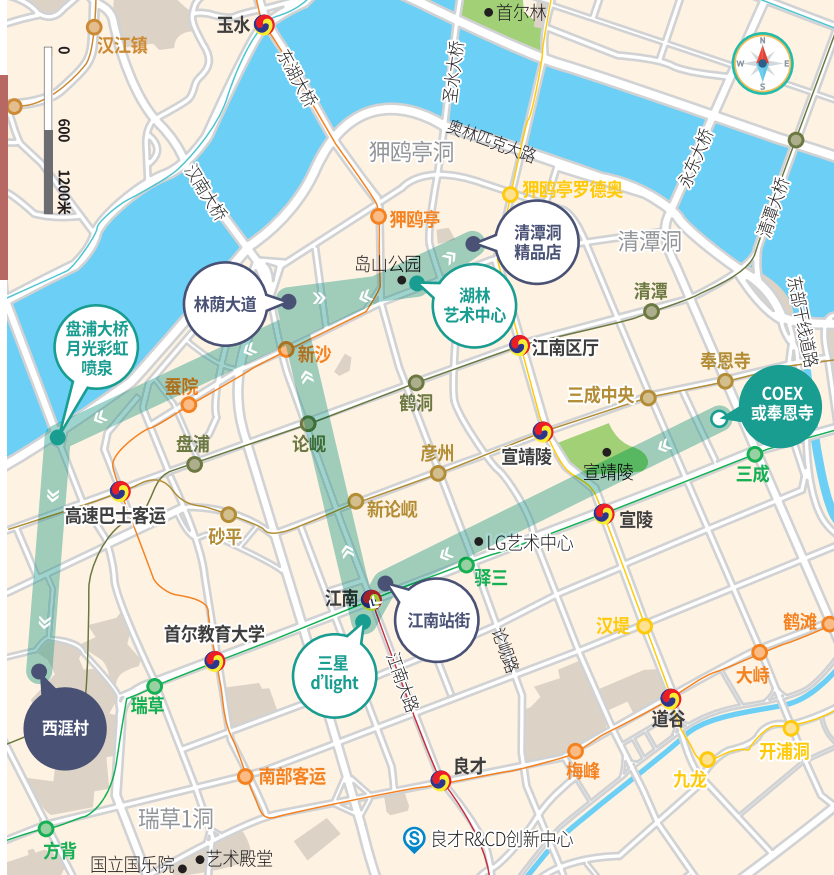 首尔林
玉水
汉江镇
N
W
E
S
0
600
1200米
东湖大桥
圣水大桥
奥林匹克大路
狎鸥亭洞
永东大桥
汉南大桥
狎鸥亭罗德奥
清潭大桥
狎鸥亭
清潭洞
精品店
清潭洞
岛山公园
林荫大道
湖林
艺术中心
清潭
东部干线道路
盘浦大桥
月光彩虹
喷泉
新沙
江南区厅
奉恩寺
蚕院
三成中央
COEX
或奉恩寺
鹤洞
论岘
盘浦
彦州
宣靖陵
宣靖陵
三成
高速巴士客运
新论岘
砂平
宣陵
LG艺术中心
驿三
江南
江南站街
汉堤
鹤滩
首尔教育大学
论岘路
三星
d'light
江南大路
大峙
瑞草
道谷
西涯村
开浦洞
南部客运
良才
梅峰
九龙
瑞草1洞
S
良才R&CD创新中心
方背
国立国乐院
艺术殿堂